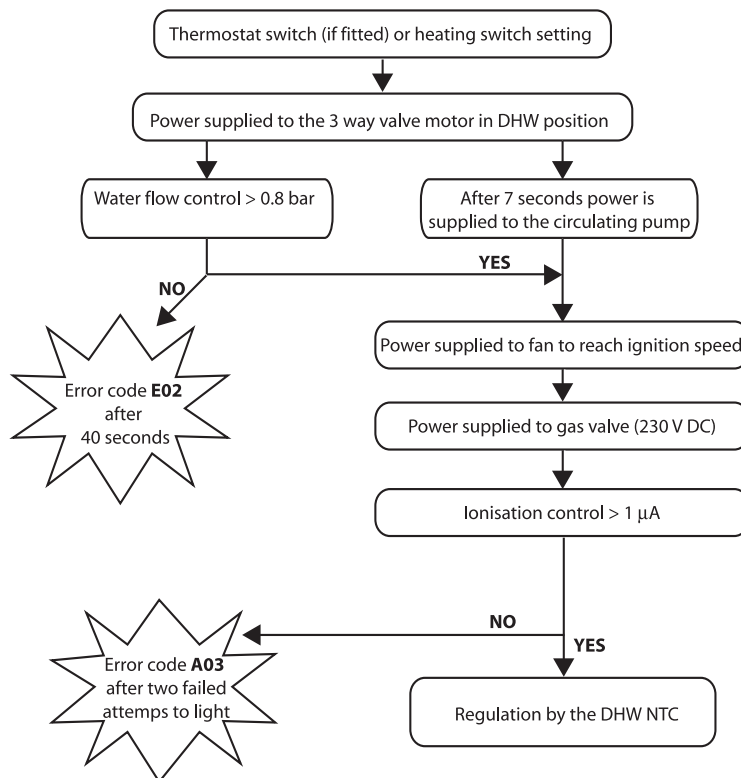 Thermostat switch (if fitted) or heating switch setting
Power supplied to the 3 way valve motor in DHW position
Water flow control > 0.8 bar
After 7 seconds power is
supplied to the circulating pump
YES
NO
Error code E02
after
40 seconds
Power supplied to fan to reach ignition speed
Power supplied to gas valve (230 V DC)
Ionisation control > 1 µA
NO
YES
Error code A03
after two failed
attemps to light
Regulation by the DHW NTC